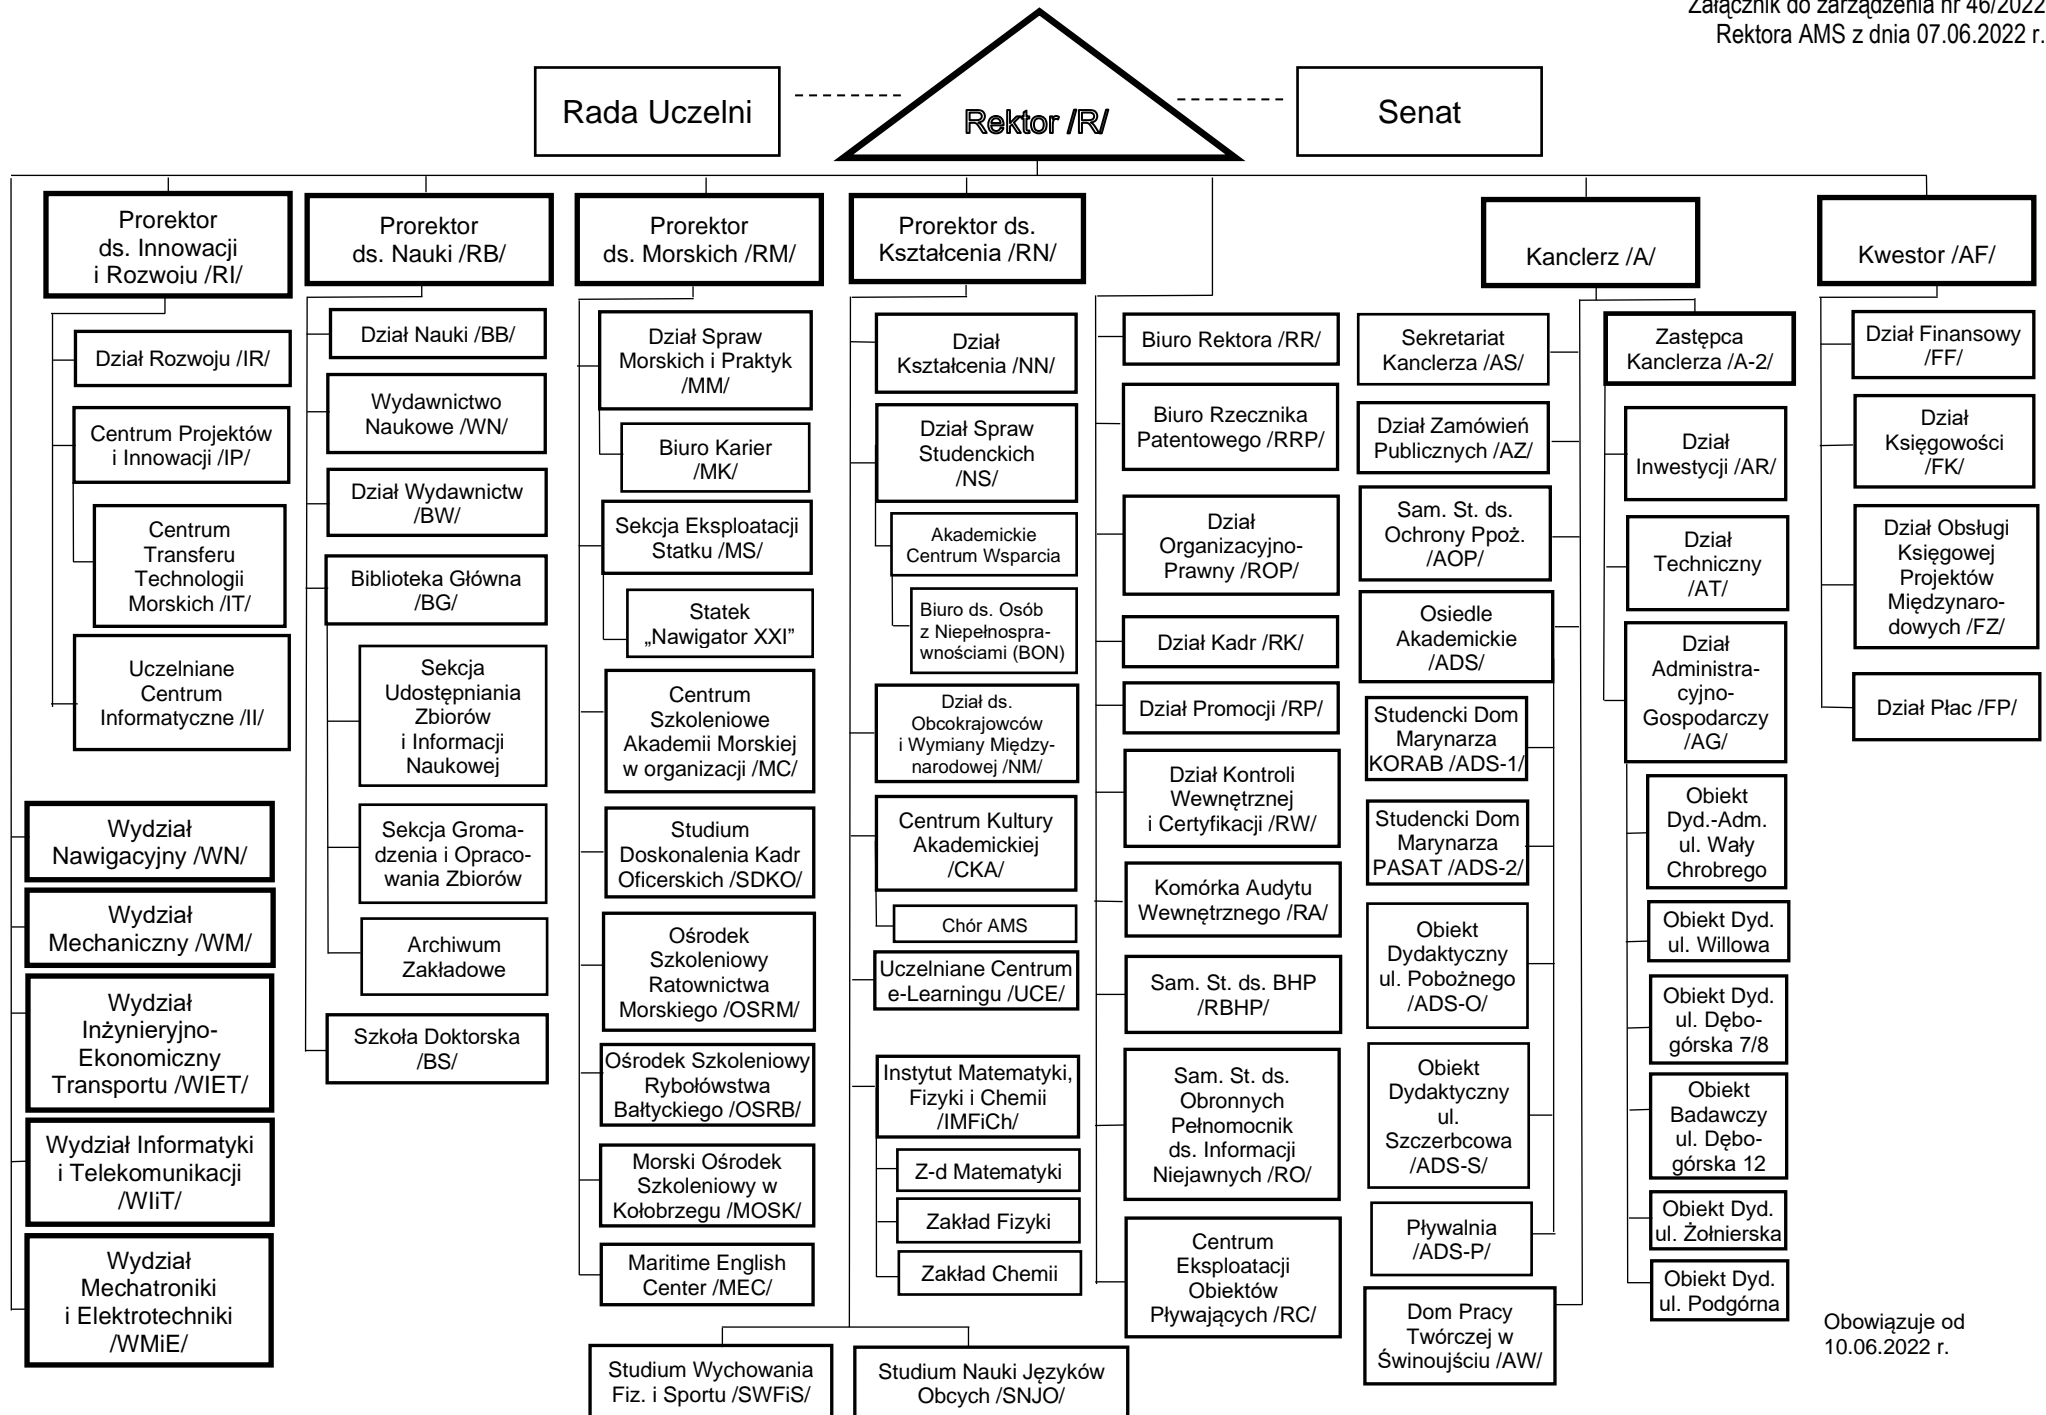 Załącznik do zarządzenia nr 46/2022
Rektora AMS z dnia 07.06.2022 r.
Rada Uczelni
Rektor /R/
Senat
Prorektor
ds. Innowacji
i Rozwoju /RI/
Prorektor
ds. Nauki /RB/
Prorektor
ds. Morskich /RM/
Prorektor ds.
Kształcenia /RN/
Kanclerz /A/
Kwestor /AF/
Dział Rozwoju /IR/
Centrum Projektów
i Innowacji /IP/
Centrum
Transferu
Technologii
Morskich /IT/
Uczelniane
Centrum
Informatyczne /II/
Wydział
Nawigacyjny /WN/
Wydział
Mechaniczny /WM/
Wydział
Inżynieryjno-
Ekonomiczny
Transportu /WIET/
Wydział Informatyki
i Telekomunikacji
/WIiT/
Wydział
Mechatroniki
i Elektrotechniki
/WMiE/
Dział Nauki /BB/
Wydawnictwo
Naukowe /WN/
Dział Wydawnictw
/BW/
Biblioteka Główna
/BG/
Sekcja
Udostępniania
Zbiorów
i Informacji
Naukowej
Sekcja Groma-
dzenia i Opraco-
wania Zbiorów
Archiwum
Zakładowe
Szkoła Doktorska
/BS/
Dział Spraw
Morskich i Praktyk
/MM/
Biuro Karier
/MK/
Sekcja Eksploatacji
Statku /MS/
Statek
„Nawigator XXI”
Centrum
Szkoleniowe
Akademii Morskiej
w organizacji /MC/
Studium
Doskonalenia Kadr
Oficerskich /SDKO/
Ośrodek
Szkoleniowy
Ratownictwa
Morskiego /OSRM/
Ośrodek Szkoleniowy
Rybołówstwa
Bałtyckiego /OSRB/
Morski Ośrodek
Szkoleniowy w
Kołobrzegu /MOSK/
Maritime English
Center /MEC/
Dział
Kształcenia /NN/
Dział Spraw
Studenckich
/NS/
Akademickie
Centrum Wsparcia
Biuro ds. Osób
z Niepełnospra-
wnościami (BON)
Dział ds.
Obcokrajowców
i Wymiany Między-
narodowej /NM/
Centrum Kultury
Akademickiej
/CKA/
Chór AMS
Uczelniane Centrum
e-Learningu /UCE/
Instytut Matematyki,
Fizyki i Chemii
/IMFiCh/
Z-d Matematyki
Zakład Fizyki
Zakład Chemii
Studium Wychowania
Fiz. i Sportu /SWFiS/
Studium Nauki Języków
Obcych /SNJO/
Biuro Rektora /RR/
Biuro Rzecznika
Patentowego /RRP/
Dział
Organizacyjno-
Prawny /ROP/
Dział Kadr /RK/
Dział Promocji /RP/
Dział Kontroli
Wewnętrznej
i Certyfikacji /RW/
Komórka Audytu
Wewnętrznego /RA/
Sam. St. ds. BHP
/RBHP/
Sam. St. ds.
Obronnych
Pełnomocnik
ds. Informacji
Niejawnych /RO/
Centrum
Eksploatacji
Obiektów
Pływających /RC/
Sekretariat
Kanclerza /AS/
Dział Zamówień
Publicznych /AZ/
Sam. St. ds.
Ochrony Ppoż.
/AOP/
Osiedle
Akademickie
/ADS/
Studencki Dom
Marynarza
KORAB /ADS-1/
Studencki Dom
Marynarza
PASAT /ADS-2/
Obiekt
Dydaktyczny
ul. Pobożnego
/ADS-O/
Obiekt
Dydaktyczny
ul.
Szczerbcowa
/ADS-S/
Pływalnia
/ADS-P/
Dom Pracy
Twórczej w
Świnoujściu /AW/
Zastępca
Kanclerza /A-2/
Dział
Inwestycji /AR/
Dział
Techniczny
/AT/
Dział
Administra-
cyjno-
Gospodarczy
/AG/
Obiekt
Dyd.-Adm.
ul. Wały
Chrobrego
Obiekt Dyd.
ul. Willowa
Obiekt Dyd.
ul. Dębo-
górska 7/8
Obiekt
Badawczy
ul. Dębo-
górska 12
Obiekt Dyd.
ul. Żołnierska
Obiekt Dyd.
ul. Podgórna
Dział Finansowy
/FF/
Dział
Księgowości
/FK/
Dział Obsługi
Księgowej
Projektów
Międzynaro-
dowych /FZ/
Dział Płac /FP/
Obowiązuje od
10.06.2022 r.